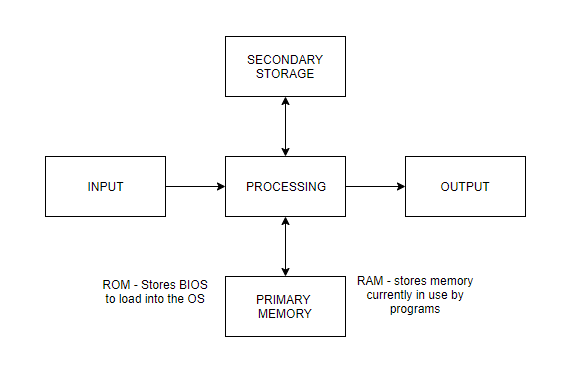 SECONDARY
STORAGE
INPUT
PROCESSING
OUTPUT
ROM - Stores BIOS
to load into the OS
PRIMARY
MEMORY
RAM - stores memory
currently in use by
programs